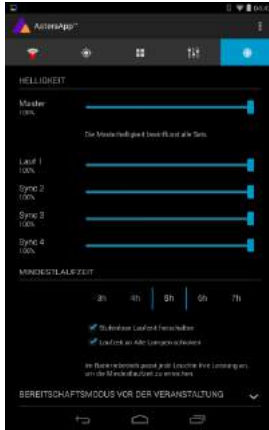 AsteraApp™
HELLIGKEIT
Master
100%
Die Masterhelligkeit beeinflusst alle Sets.
Lauf 1
100%
Sync 2
100%
Sync 3
100%
Sync 4
100%
MINDESTLAUFZEIT
3h 4h 5h 6h 7h
Stufenlose Laufzeit freischalten
Laufzeit an Alle Lampen schicken
Im Batteriebetrieb passt jede Leuchte ihre Leistung an,
um die Mindestlaufzeit zu erreichen.
BEREITSCHAFTSMODUS VOR DER VERANSTALTUNG